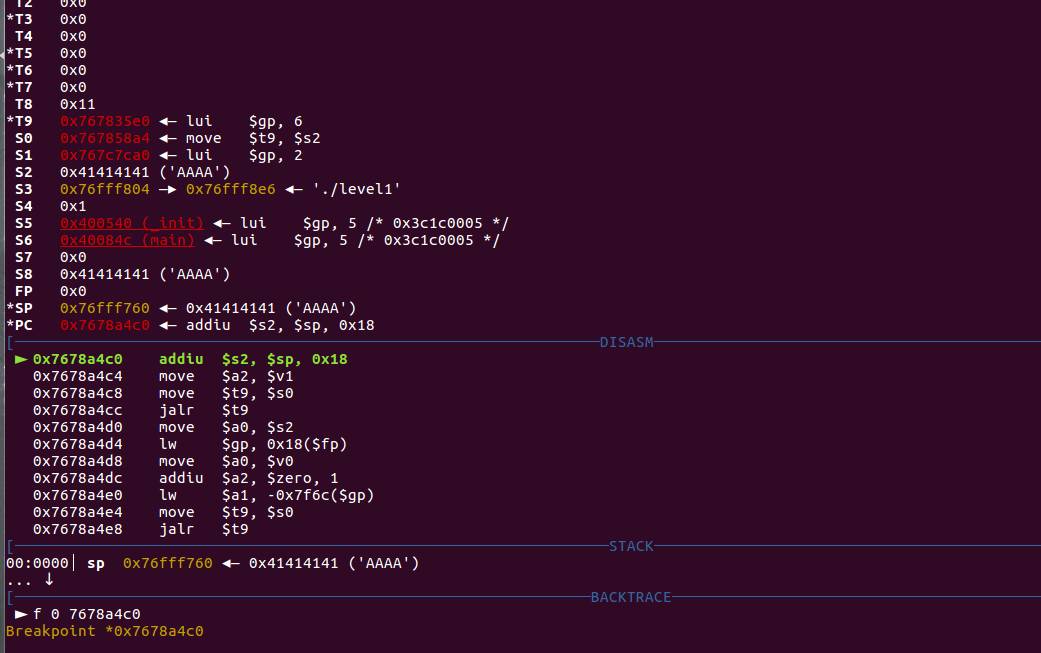 T2   0x0
*T3   0x0
T4   0x0
*T5   0x0
*T6   0x0
*T7   0x0
T8   0x11
*T9   0x767835e0 ◂— lui    $gp, 6
S0   0x767858a4 ◂— move   $t9, $s2
S1   0x767c7ca0 ◂— lui    $gp, 2
S2   0x41414141 ('AAAA')
S3   0x76fff804 —▸ 0x76fff8e6 ◂— './level1'
S4   0x1
S5   0x400540 (_init) ◂— lui    $gp, 5 /* 0x3c1c0005 */
S6   0x40084c (main) ◂— lui    $gp, 5 /* 0x3c1c0005 */
S7   0x0
S8   0x41414141 ('AAAA')
FP   0x0
*SP   0x76fff760 ◂— 0x41414141 ('AAAA')
*PC   0x7678a4c0 ◂— addiu  $s2, $sp, 0x18
[─DISASM─
► 0x7678a4c0    addiu  $s2, $sp, 0x18
0x7678a4c4    move   $a2, $v1
0x7678a4c8    move   $t9, $s0
0x7678a4cc    jalr   $t9
0x7678a4d0    move   $a0, $s2
0x7678a4d4    lw     $gp, 0x18($fp)
0x7678a4d8    move   $a0, $v0
0x7678a4dc    addiu  $a2, $zero, 1
0x7678a4e0    lw     $a1, -0x7f6c($gp)
0x7678a4e4    move   $t9, $s0
0x7678a4e8    jalr   $t9
[─STACK─
00:0000│ sp  0x76fff760 ◂— 0x41414141 ('AAAA')
... ↓
[─BACKTRACE─
► f 0 7678a4c0
Breakpoint *0x7678a4c0